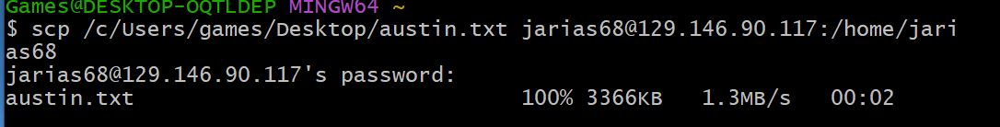 Games@DESKTOP-OQTLDEP MINGW64 ~
$ scp /c/Users/games/Desktop/austin.txt jarias68@129.146.90.117:/home/jari
as68
jarias68@129.146.90.117's password:
austin.txt 100% 3366KB 1.3MB/s 00:02